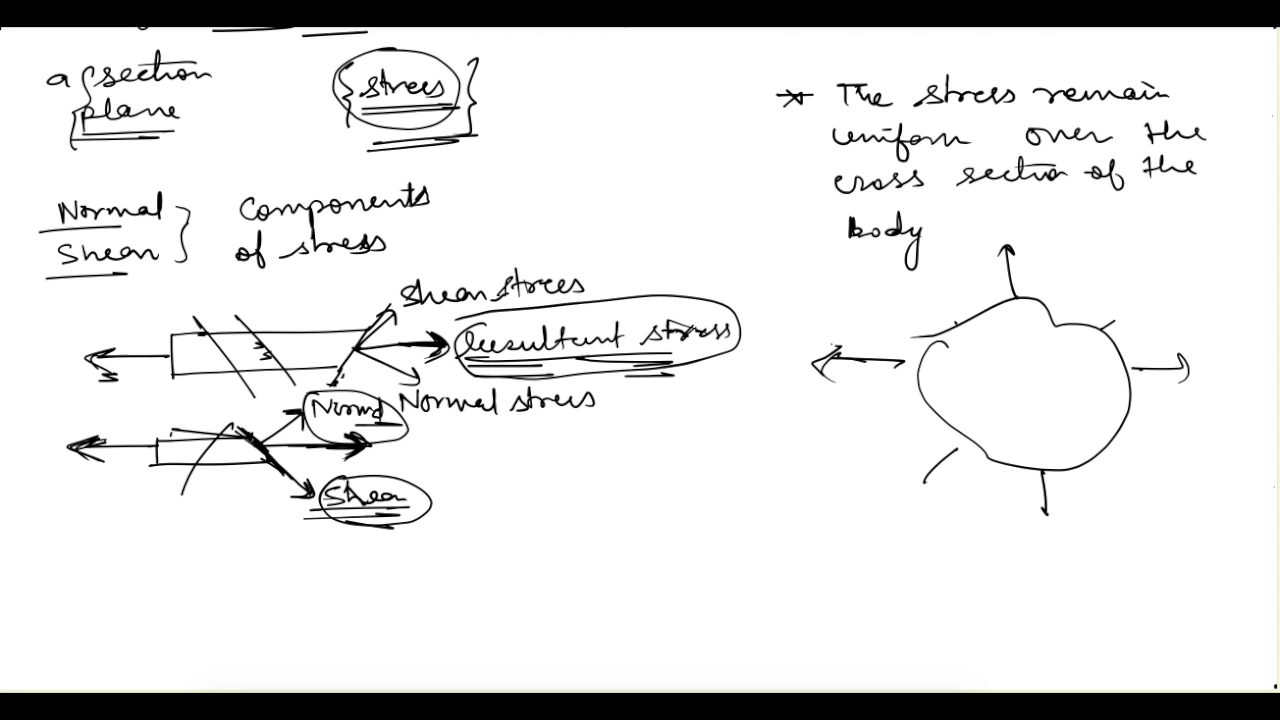 a section
plane
stress
Normal
Shear
Components
of stress
Shear stress
Resultant stress
Normal stress
Normal
Shear
The stress remain
uniform over the
cross section of the
body